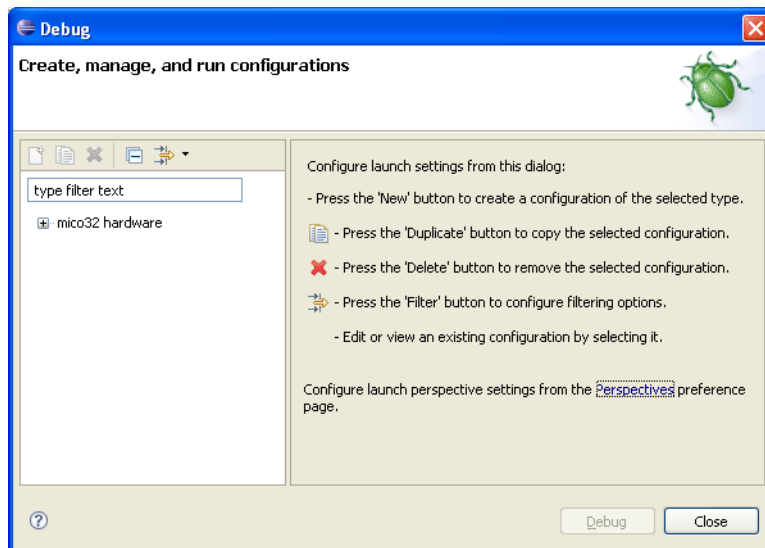 Debug
Create, manage, and run configurations
type filter text
mico32 hardware
Configure launch settings from this dialog:
- Press the 'New' button to create a configuration of the selected type.
- Press the 'Duplicate' button to copy the selected configuration.
- Press the 'Delete' button to remove the selected configuration.
- Press the 'Filter' button to configure filtering options.
- Edit or view an existing configuration by selecting it.
Configure launch perspective settings from the Perspectives preference
page.
Debug
Close